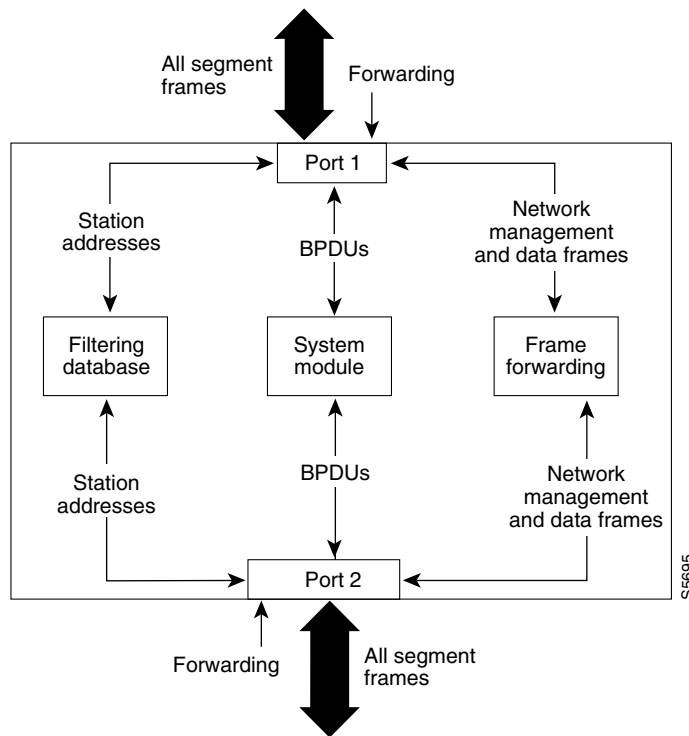 All segment
frames
Forwarding
Port 1
Station
addresses
BPDUs
Network
management
and data frames
Filtering
database
System
module
Frame
forwarding
Station
addresses
BPDUs
Network
management
and data frames
Port 2
S5695
Forwarding
All segment
frames